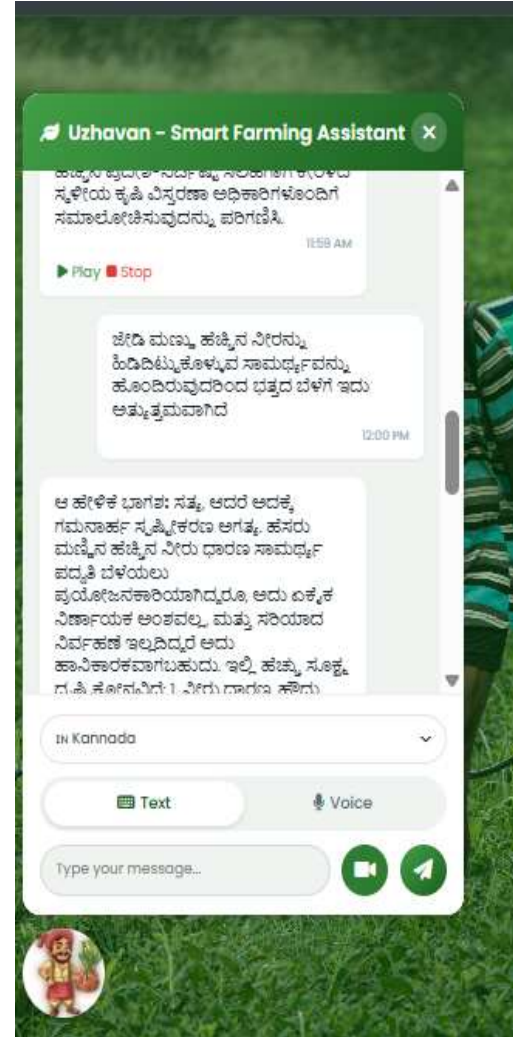 Uzhavan - Smart Farming Assistant ×
ಸ್ಥಳೀಯ ಕೃಷಿ ವಿಸ್ತರಣಾ ಅಧಿಕಾರಿಗಳೊಂದಿಗೆ
ಸಮಾಲೋಚಿಸುವುದನ್ನು ಪರಿಗಣಿಸಿ.
11:59 AM
Play Stop
ಜೇಡಿ ಮಣ್ಣು ಹೆಚ್ಚಿನ ನೀರನ್ನು
ಹಿಡಿದಿಟ್ಟುಕೊಳ್ಳುವ ಸಾಮರ್ಥ್ಯವನ್ನು
ಹೊಂದಿರುವುದರಿಂದ ಭತ್ತದ ಬೆಳೆಗೆ ಇದು
ಅತ್ಯುತ್ತಮವಾಗಿದೆ
12:00 PM
ಆ ಹೇಳಿಕೆ ಭಾಗಶಃ ಸತ್ಯ, ಆದರೆ ಅದಕ್ಕೆ
ಗಮನಾರ್ಹ ಸ್ಪಷ್ಟೀಕರಣ ಅಗತ್ಯ. ಹೆಸರು
ಮಣ್ಣಿನ ಹೆಚ್ಚಿನ ನೀರು ಧಾರಣ ಸಾಮರ್ಥ್ಯ
ಪದ್ಧತಿ ಬೆಳೆಯಲು
ಪ್ರಯೋಜನಕಾರಿಯಾಗಿದ್ದರೂ, ಅದು ಏಕೈಕ
ನಿರ್ಣಾಯಕ ಅಂಶವಲ್ಲ, ಮತ್ತು ಸರಿಯಾದ
ನಿರ್ವಹಣೆ ಇಲ್ಲದಿದ್ದರೆ ಅದು
ಹಾನಿಕಾರಕವಾಗಬಹುದು. ಇಲ್ಲಿ ಹೆಚ್ಚು ಸೂಕ್ಷ್ಮ
IN Kannada
Text Voice
Type your message...